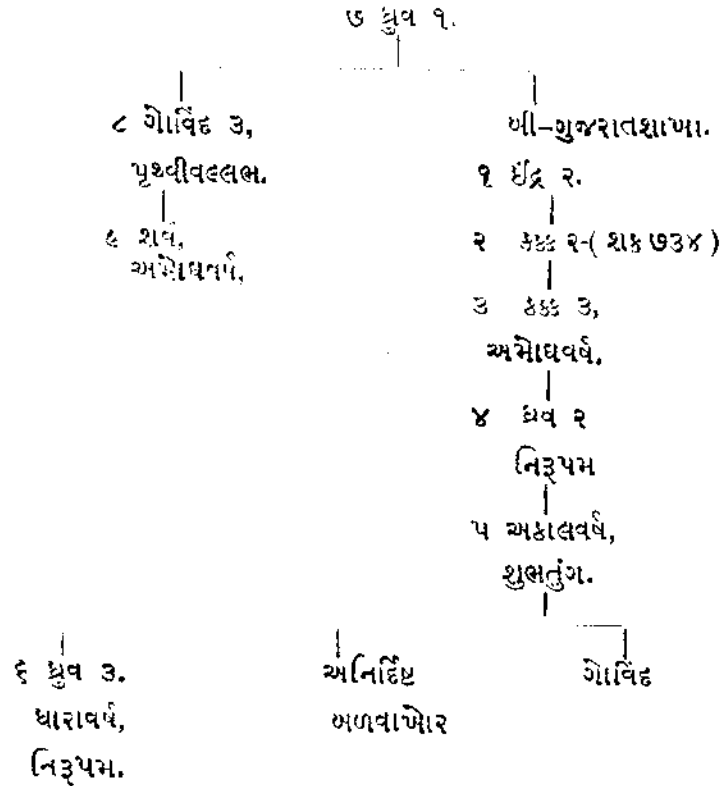 ૭ ધ્રુવ ૧.
૮ ગોવિંદ ૩,
પૃથ્વીવલ્લભ.
૯ શર્વ,
અમોઘવર્ષ,
બી-ગુજરાતશાખા.
૧ ઈંદ્ર ૨.
૨ કક્ક ૨-( શક ૭૩૪ )
૩ કક્ક ૩,
અમોઘવર્ષ.
૪ ધ્રવ ૨
નિરૂપમ
૫ અકાલવર્ષ,
શુભતુંગ.
૬ ધ્રુવ ૩.
ધારાવર્ષ,
નિરૂપમ.
અનિર્દિષ્ટ
બળવાખોર
ગોવિંદ